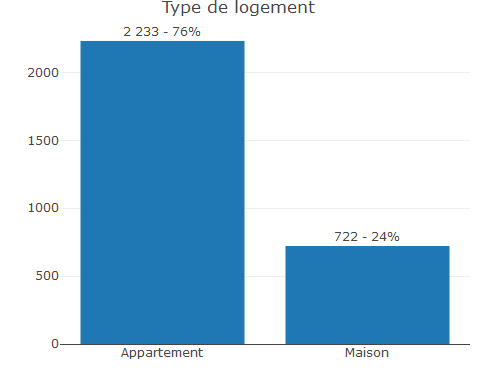 Type de logement
2 233 - 76%
722 - 24%
2000
1500
1000
500
0
Appartement
Maison